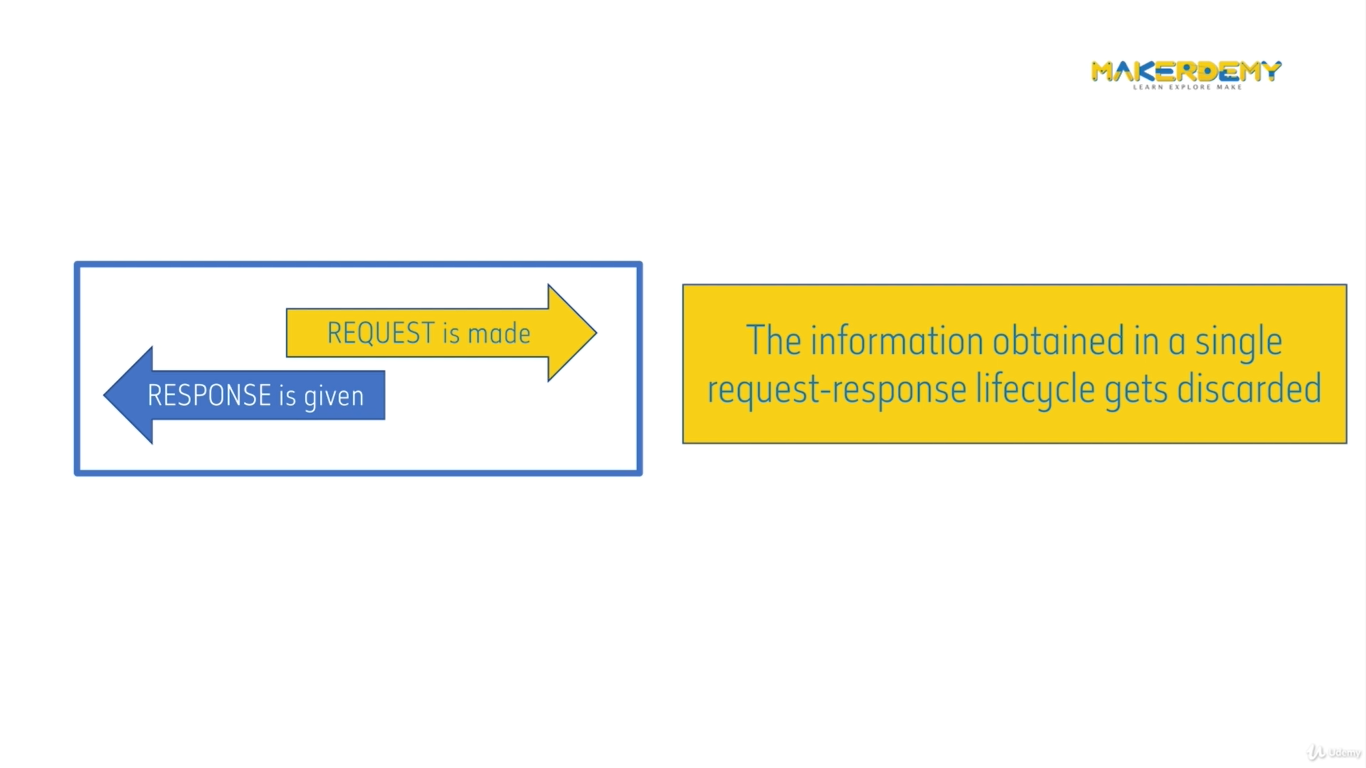 MAKERDEMY
LEARN EXPLORE MAKE
REQUEST is made
RESPONSE is given
The information obtained in a single
request-response lifecycle gets discarded
Udemy